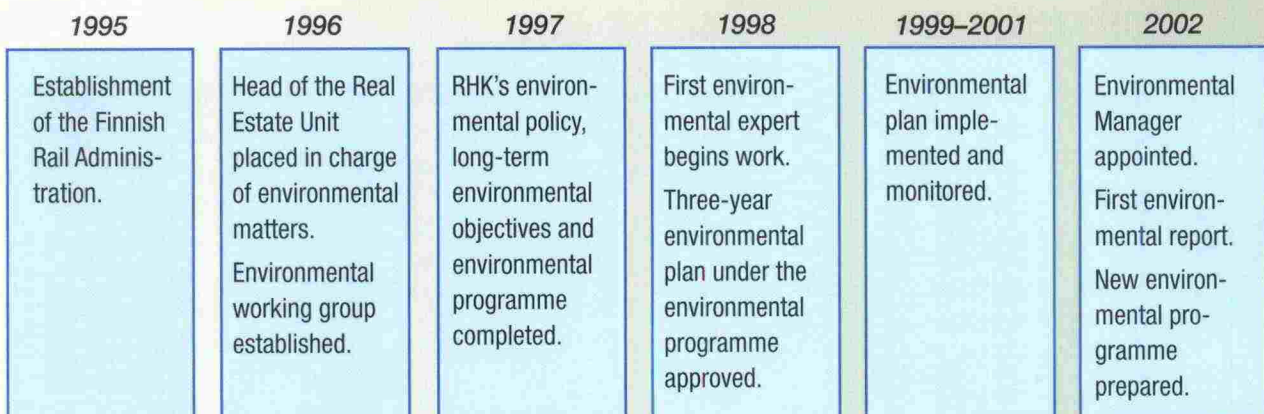 1995
Establishment
of the Finnish
Rail Adminis-
tration.
1996
Head of the Real
Estate Unit
placed in charge
of environmental
matters.
Environmental
working group
established.
1997
RHK's environ-
mental policy,
long-term
environmental
objectives and
environmental
programme
completed.
1998
First environ-
mental expert
begins work.
Three-year
environmental
plan under the
environmental
programme
approved.
1999–2001
Environmental
plan imple-
mented and
monitored.
2002
Environmental
Manager
appointed.
First environ-
mental report.
New environ-
mental pro-
gramme
prepared.